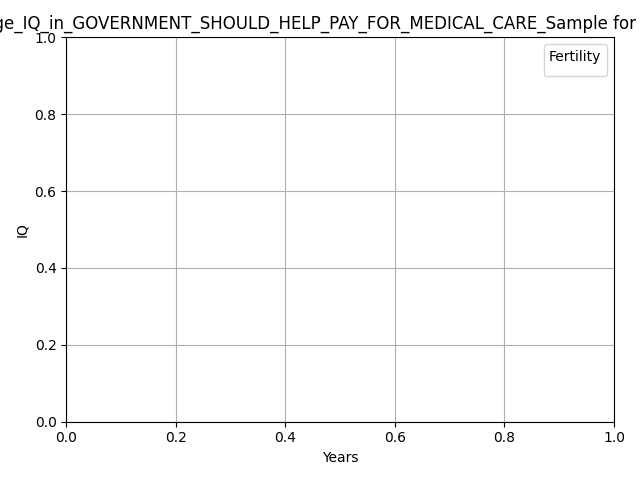 ge_IQ_in_GOVERNMENT_SHOULD_HELP_PAY_FOR_MEDICAL_CARE_Sample for
Fertility
1.0
0.8
0.6
0.4
0.2
0.0
IQ
0.0 0.2 0.4 0.6 0.8 1.0
Years